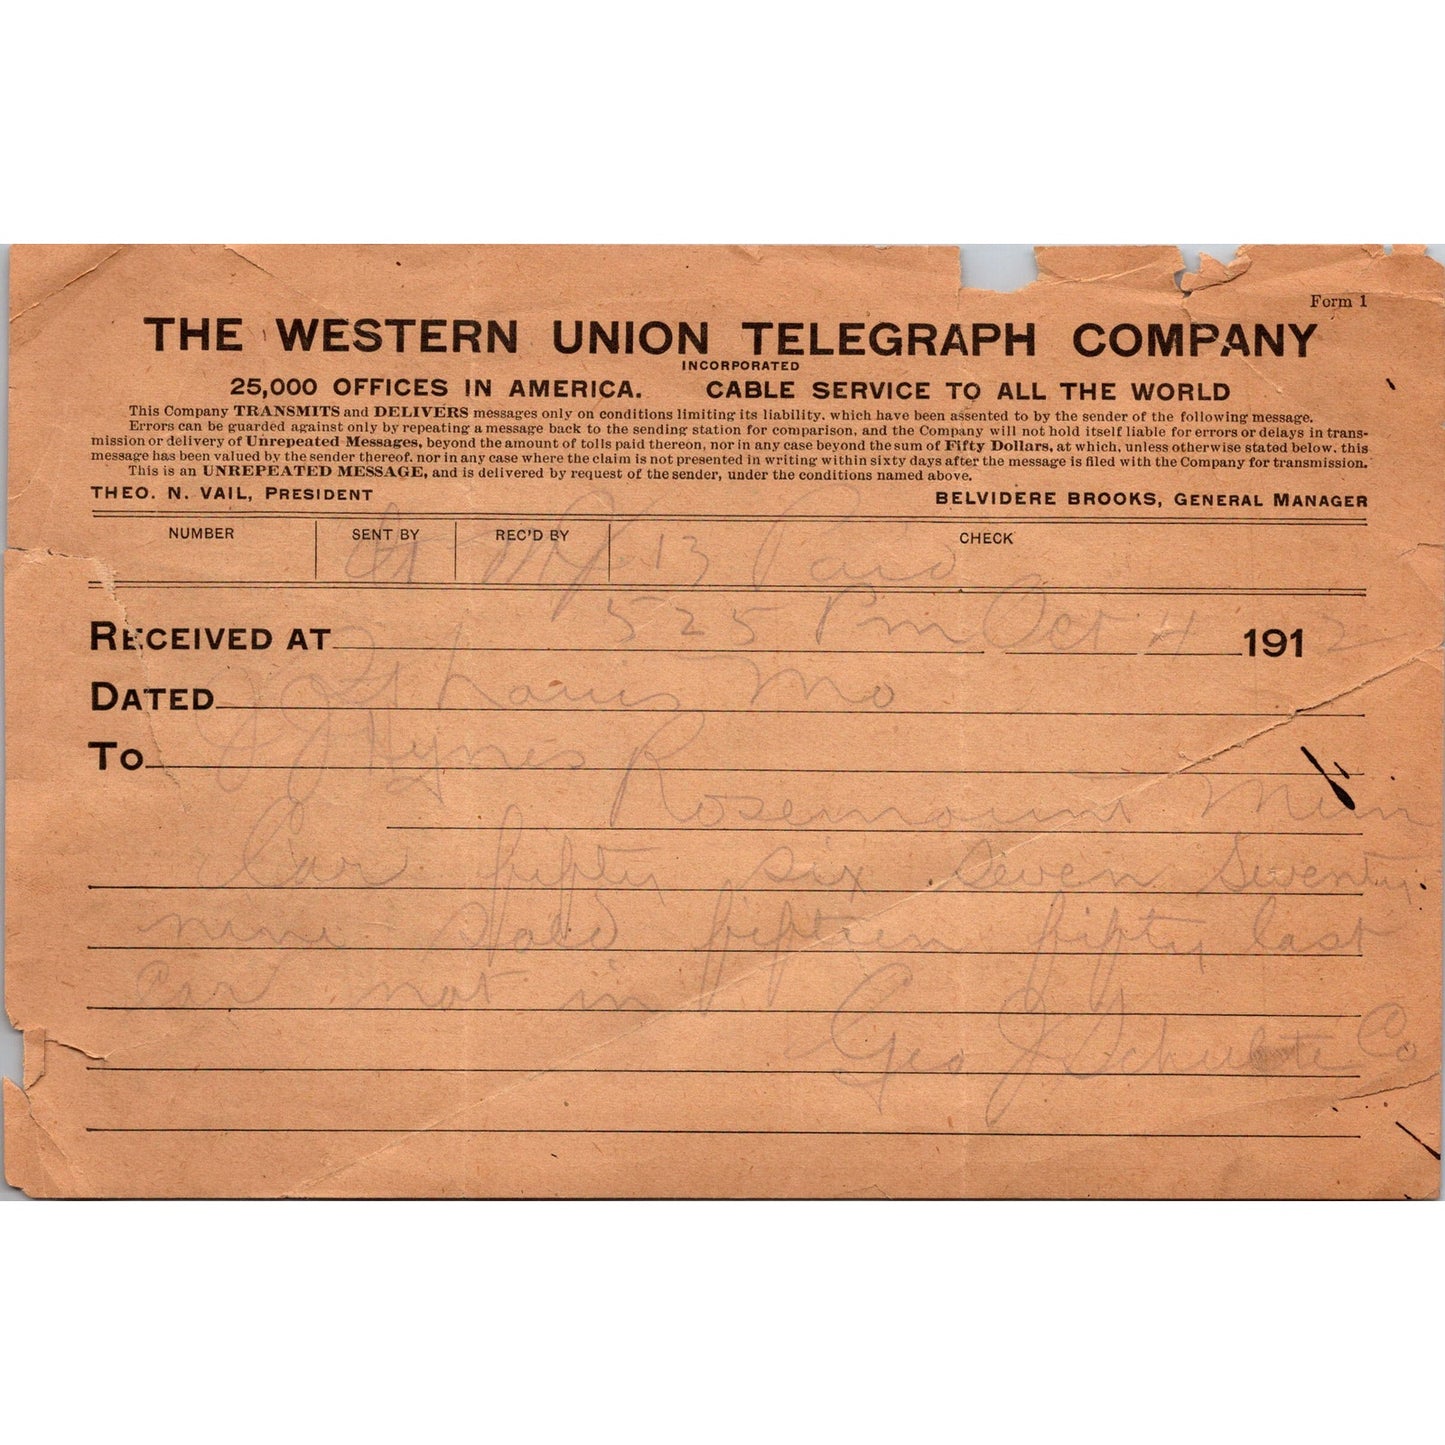 Form 1
THE WESTERN UNION TELEGRAPH COMPANY
INCORPORATED
25,000 OFFICES IN AMERICA. CABLE SERVICE TO ALL THE WORLD
This Company TRANSMITS and DELIVERS messages only on conditions limiting its liability, which have been assented to by the sender of the following message.
Errors can be guarded against only by repeating a message back to the sending station for comparison, and the Company will not hold itself liable for errors or delays in trans-
mission or delivery of Unrepeated Messages, beyond the amount of tolls paid thereon, nor in any case beyond the sum of Fifty Dollars, at which, unless otherwise stated below, this
message has been valued by the sender thereof. nor in any case where the claim is not presented in writing within sixty days after the message is filed with the Company for transmission.
This is an UNREPEATED MESSAGE, and is delivered by request of the sender, under the conditions named above.
THEO. N. VAIL, PRESIDENT BELVIDERE BROOKS, GENERAL MANAGER
NUMBER SENT BY REC'D BY CHECK
13 Paid
RECEIVED AT 525 Pm Oct 4 1912
DATED St Louis Mo
TO J J Hynes
Rosemount Minn
Car fifty six seven seventy
nine sold fifteen fifty last
car not in
Geo J Schulte Co